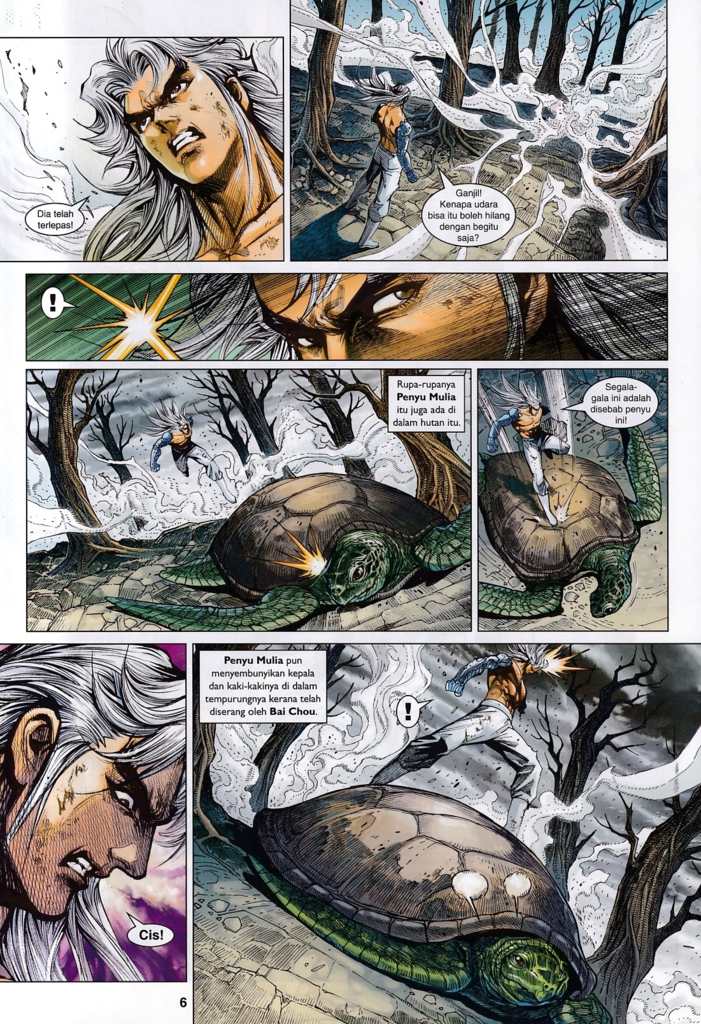 Dia telah
terlepas!
Ganjil!
Kenapa udara
bisa itu boleh hilang
dengan begitu
saja?
!
Rupa-rupanya
Penyu Mulia
itu juga ada di
dalam hutan itu.
Segala-
gala ini adalah
disebab penyu
ini!
Cis!
Penyu Mulia pun
menyembunyikan kepala
dan kaki-kakinya di dalam
tempurungnya kerana telah
diserang oleh Bai Chou.
!
6